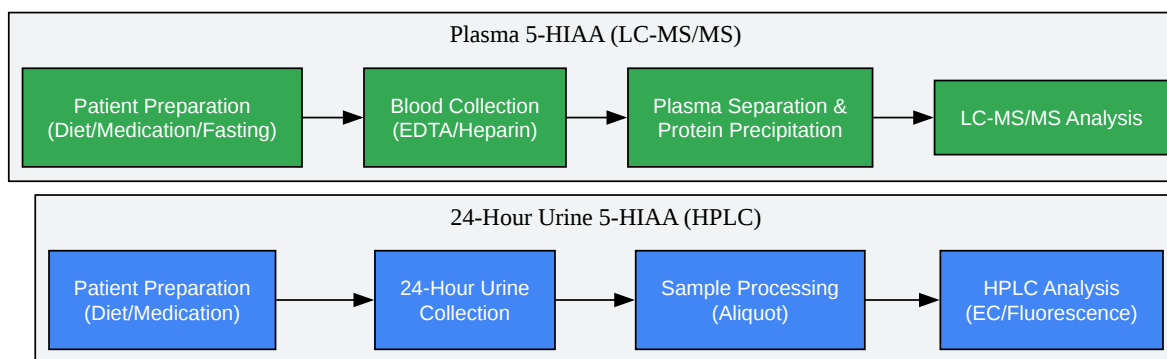 Plasma 5-HIAA (LC-MS/MS)
Patient Preparation
(Diet/Medication/Fasting)
Blood Collection
(EDTA/Heparin)
Plasma Separation &
Protein Precipitation
LC-MS/MS Analysis
24-Hour Urine 5-HIAA (HPLC)
Patient Preparation
(Diet/Medication)
24-Hour Urine
Collection
Sample Processing
(Aliquot)
HPLC Analysis
(EC/Fluorescence)